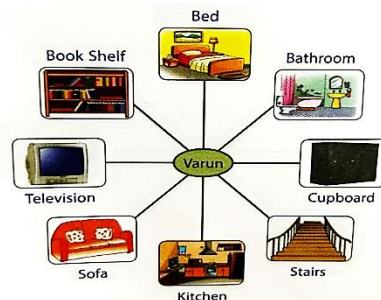 Bed
Book Shelf
Bathroom
Varun
Television
Cupboard
Sofa
Stairs
Kitchen